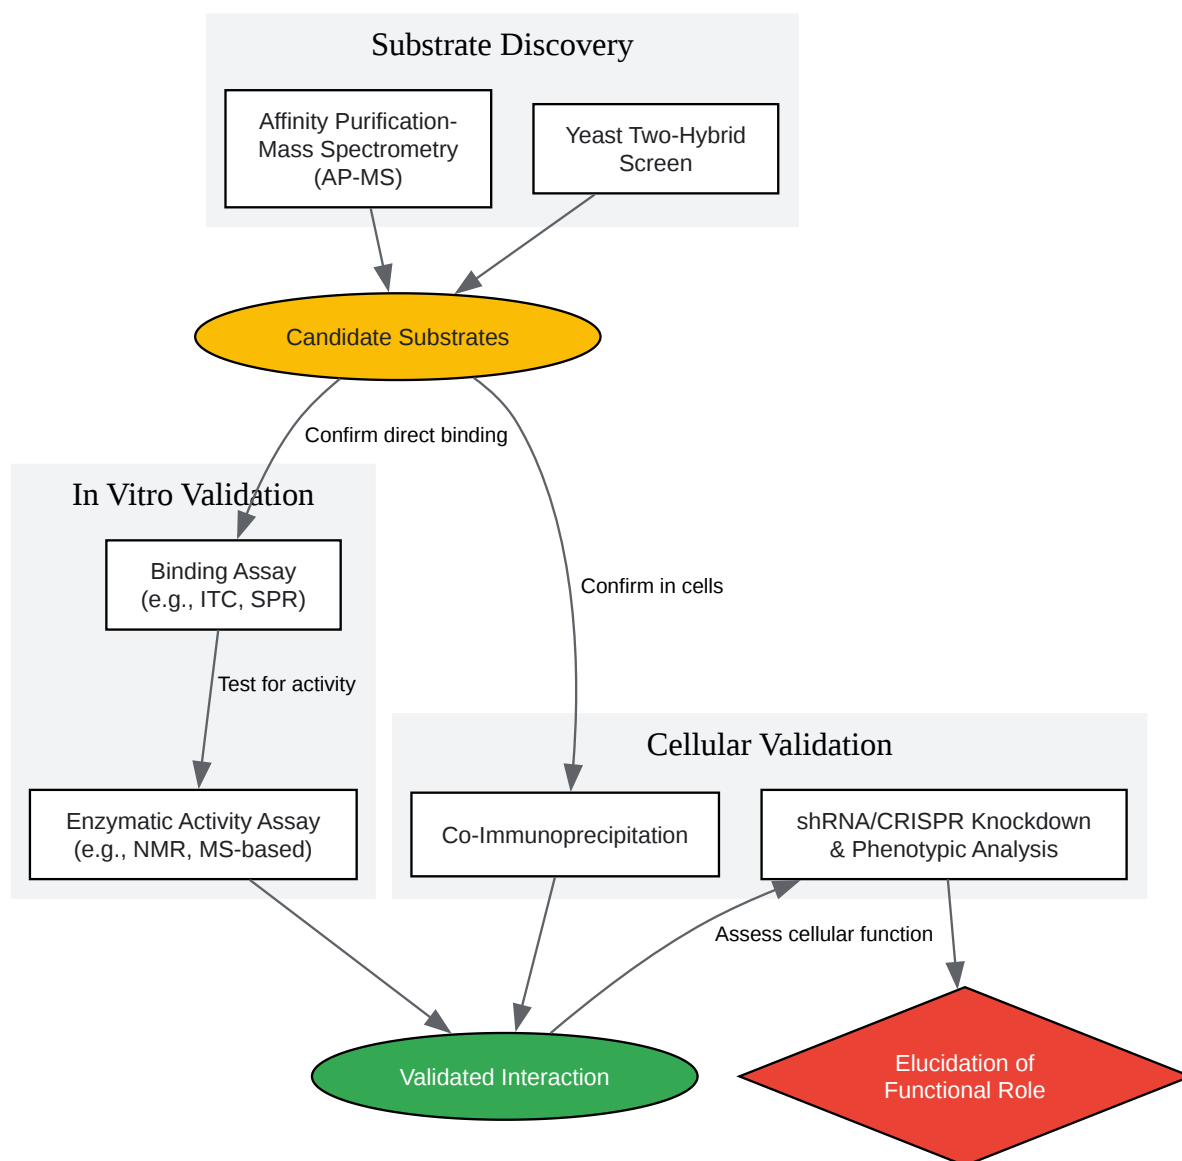 Substrate Discovery
Affinity Purification-
Mass Spectrometry
(AP-MS)
Yeast Two-Hybrid
Screen
Candidate Substrates
Confirm direct binding
In Vitro Validation
Binding Assay
(e.g., ITC, SPR)
Confirm in cells
Test for activity
Cellular Validation
Enzymatic Activity Assay
(e.g., NMR, MS-based)
Co-Immunoprecipitation
shRNA/CRISPR Knockdown
& Phenotypic Analysis
Assess cellular function
Validated Interaction
Elucidation of
Functional Role